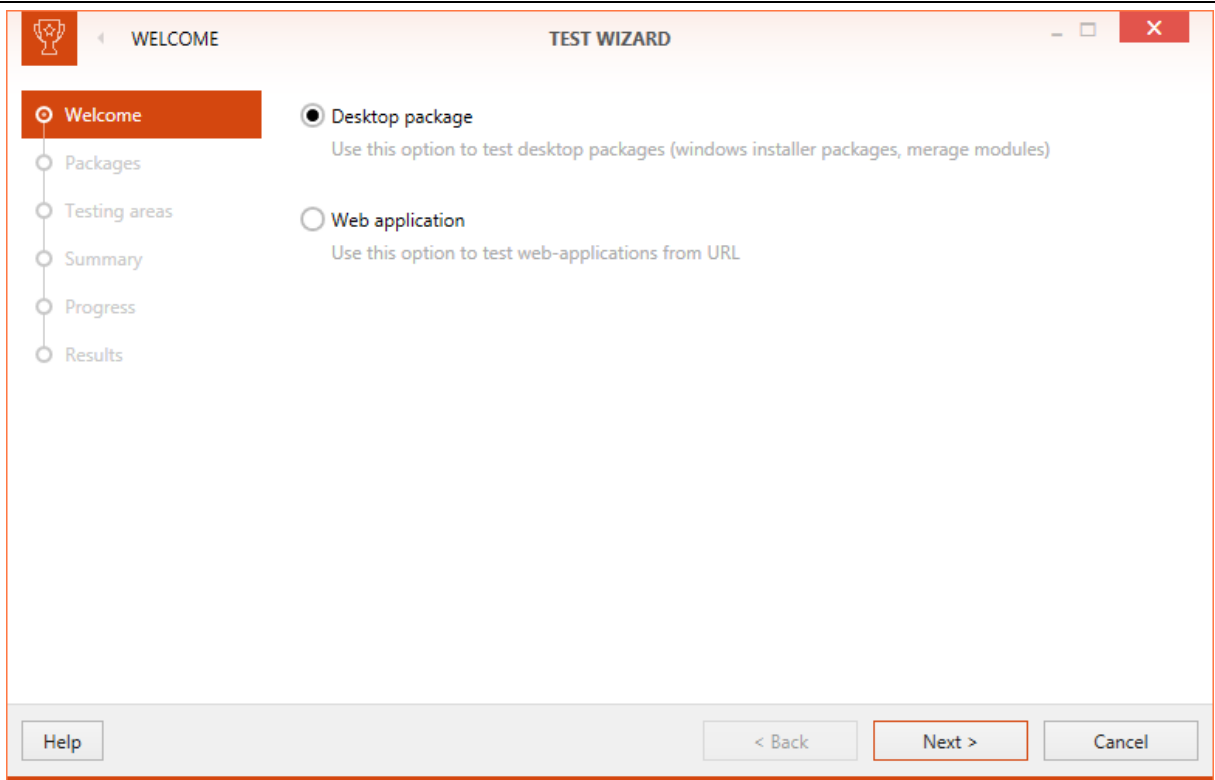 WELCOME
TEST WIZARD
Welcome
Packages
Testing areas
Summary
Progress
Results
Desktop package
Use this option to test desktop packages (windows installer packages, merage modules)
Web application
Use this option to test web-applications from URL
Help
< Back
Next >
Cancel